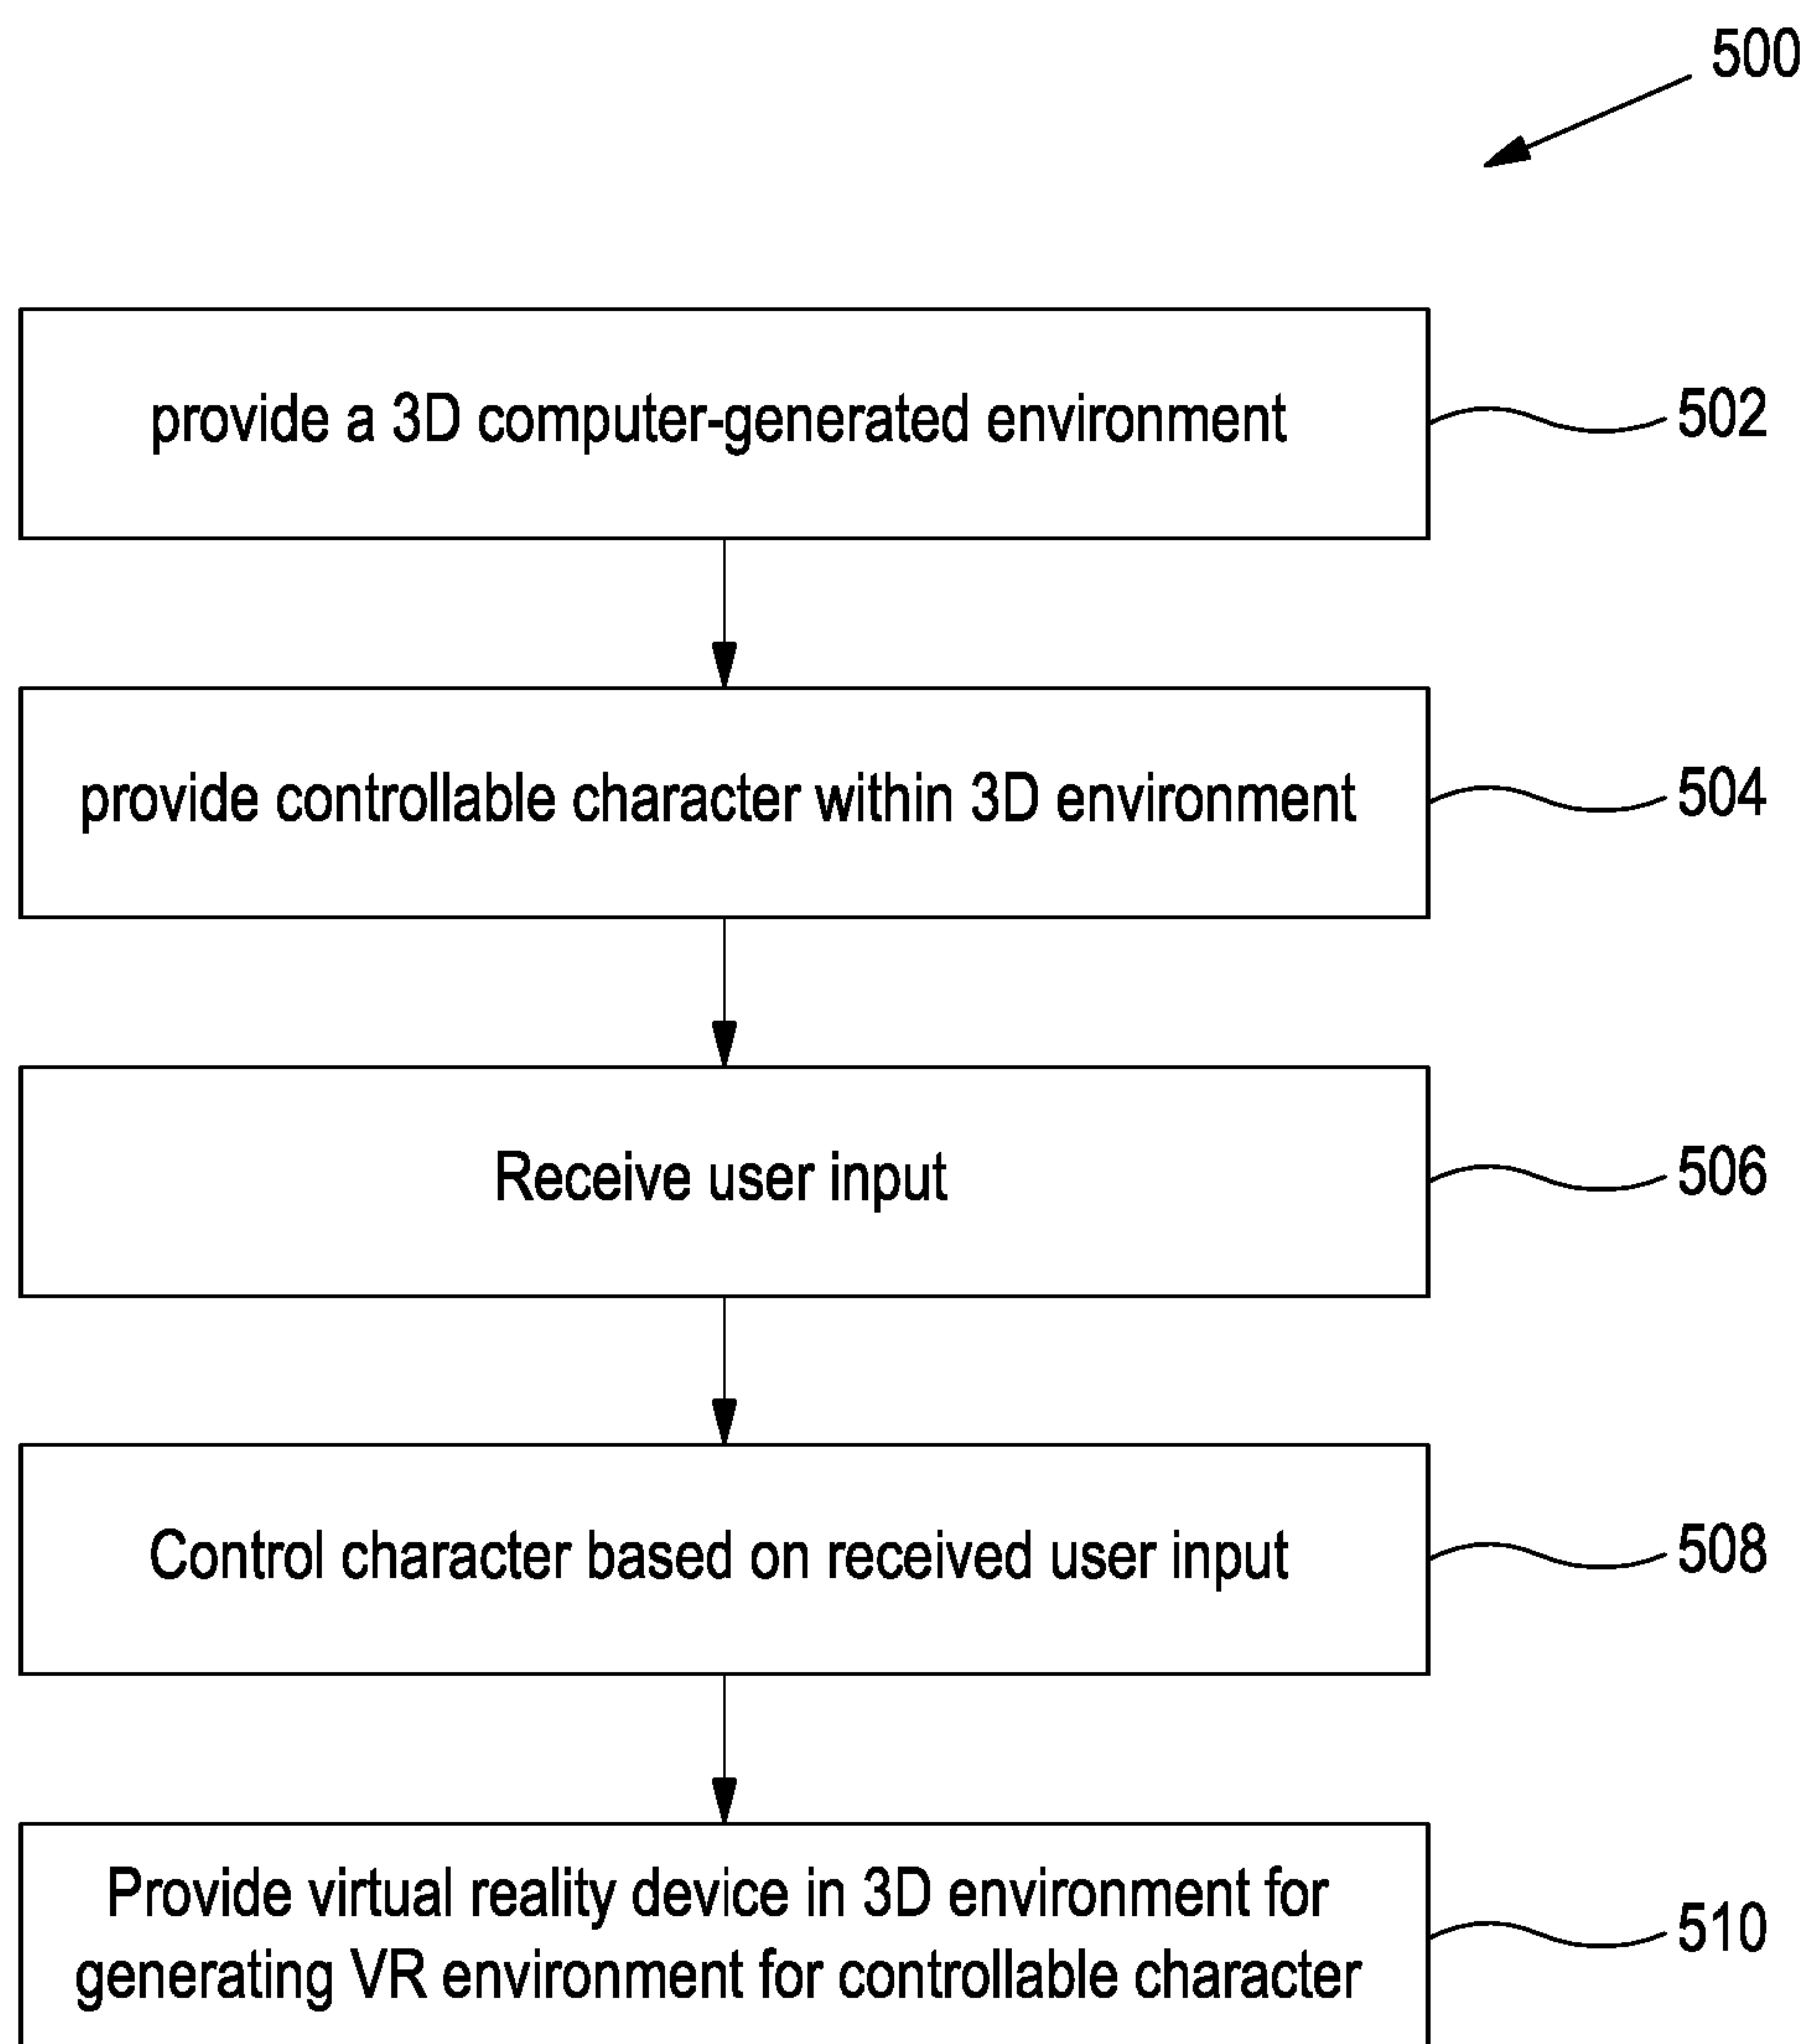 500
provide a 3D computer-generated environment
502
provide controllable character within 3D environment
504
Receive user input
506
Control character based on received user input
508
Provide virtual reality device in 3D environment for
generating VR environment for controllable character
510